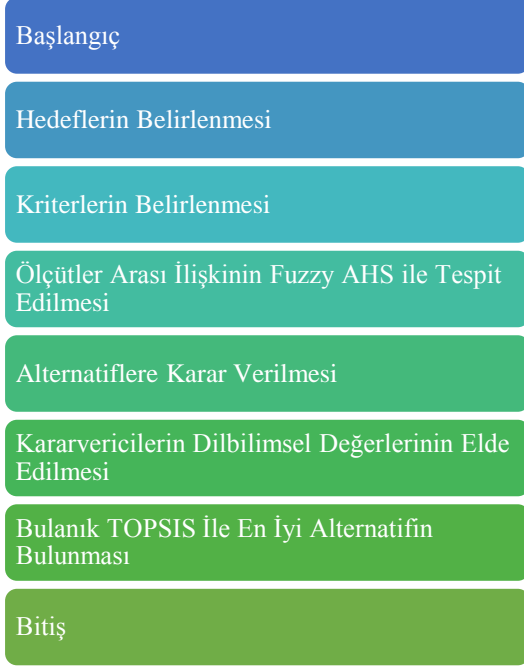 Başlangıç
Hedeflerin Belirlenmesi
Kriterlerin Belirlenmesi
Ölçütler Arası İlişkinin Fuzzy AHS ile Tespit
Edilmesi
Alternatiflere Karar Verilmesi
Kararvericilerin Dilbilimsel Değerlerinin Elde
Edilmesi
Bulanık TOPSIS İle En İyi Alternatifin
Bulunması
Bitiş